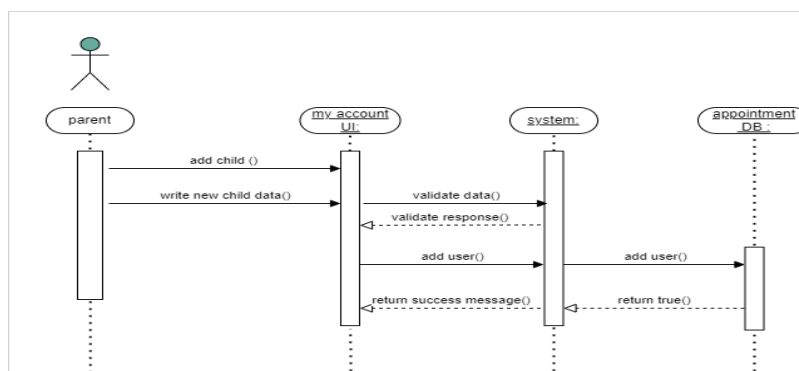 parent
my account
UI:
system:
appointment
DB :
add child ()
write new child data()
validate data()
validate response()
add user()
add user()
return success message()
return true()